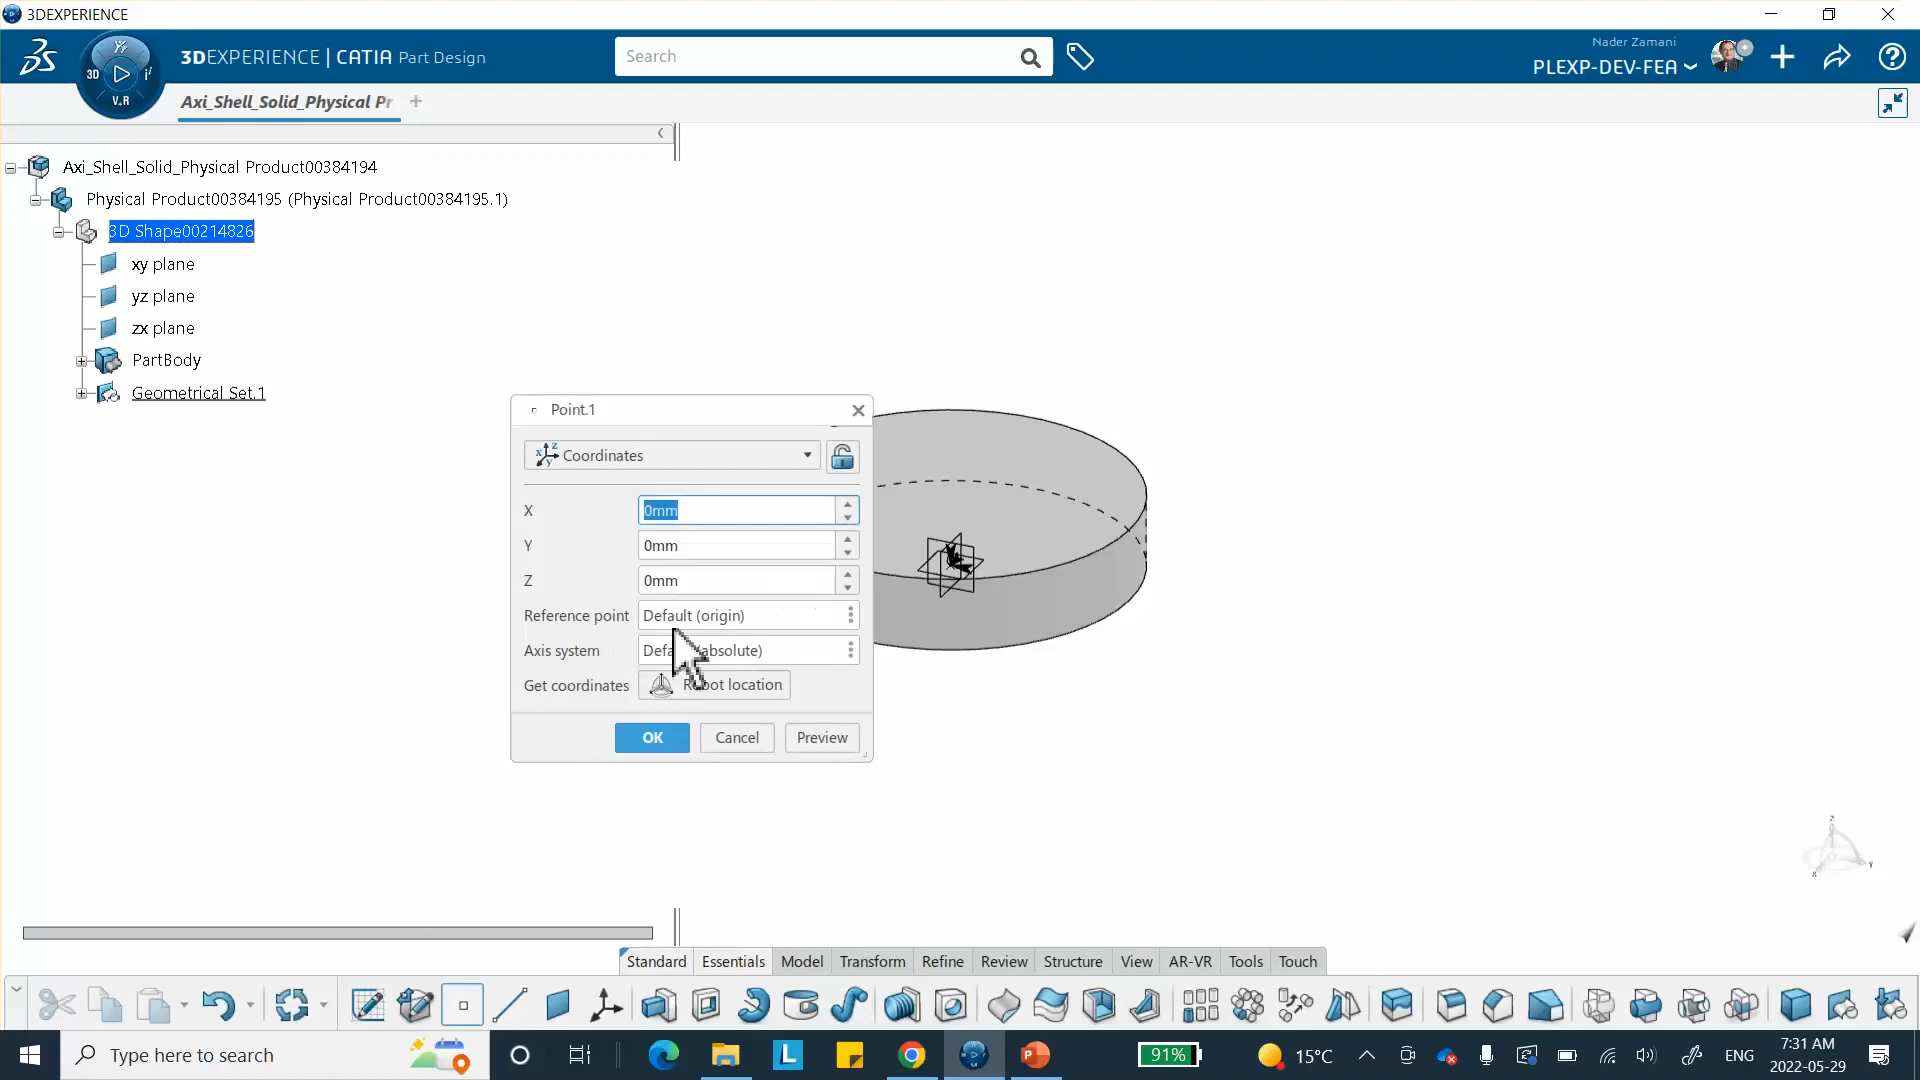 3DEXPERIENCE
3DEXPERIENCE | CATIA Part Design
Search
Nader Zamani
PLEXP-DEV-FEA
3D
V.R
Axi_Shell_Solid_Physical Pr
Axi_Shell_Solid_Physical Product00384194
Physical Product00384195 (Physical Product00384195.1)
3D Shape00214826
xy plane
yz plane
zx plane
PartBody
Geometrical Set.1
Point.1
Coordinates
X 0mm
Y 0mm
Z 0mm
Reference point Default (origin)
Axis system (absolute)
Get coordinates location
OK Cancel Preview
Standard Essentials Model Transform Refine Review Structure View AR-VR Tools Touch
Type here to search
91%
15°C
ENG
7:31 AM
2022-05-29